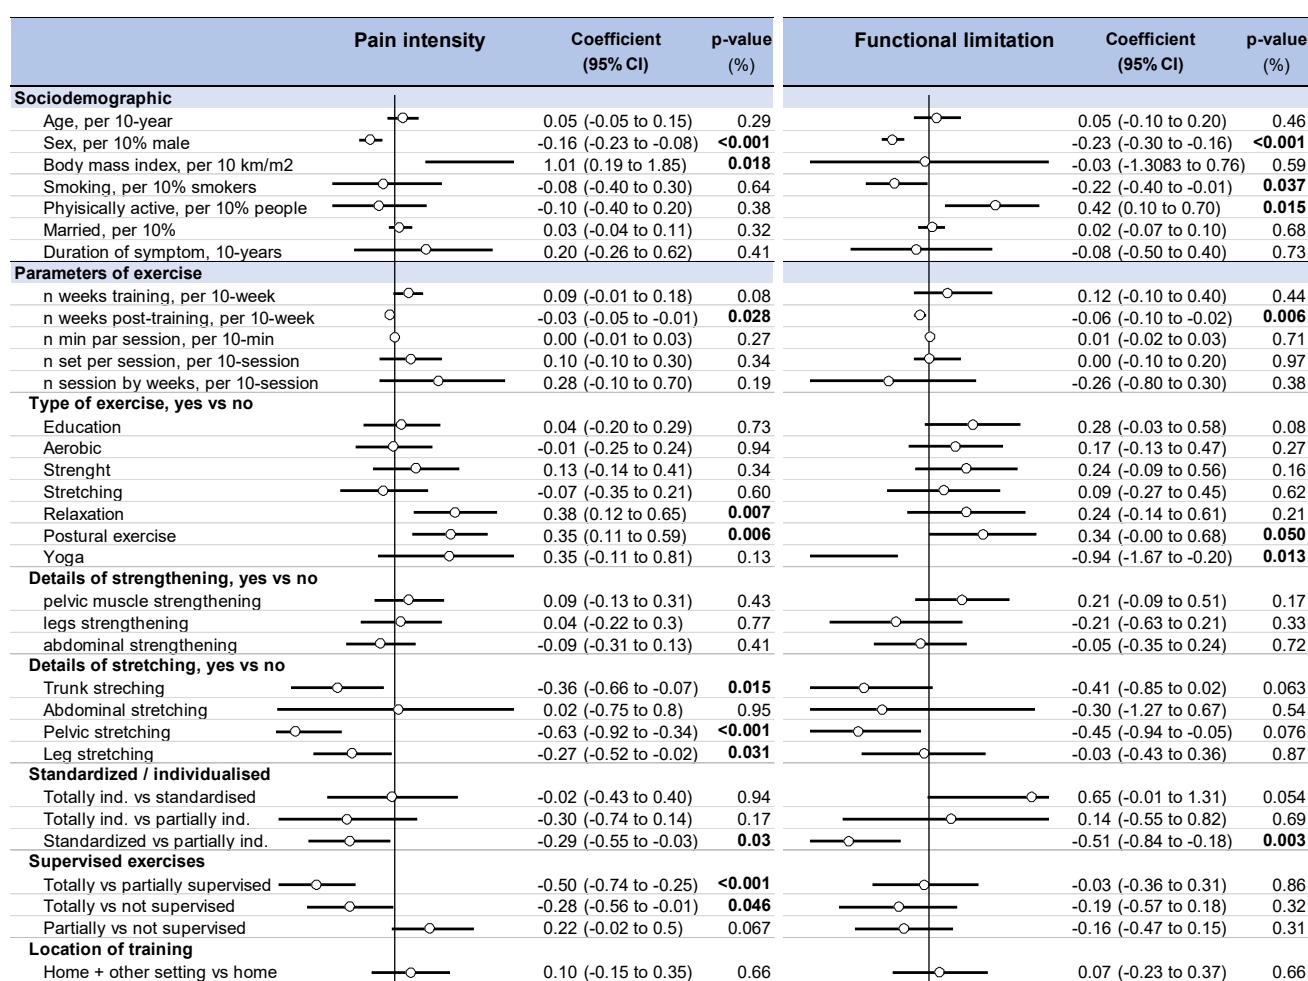 Pain intensity Coefficient (95% CI) p-value (%) Functional limitation Coefficient (95% CI) p-value (%)
Sociodemographic
Age, per 10-year 0.05 (-0.05 to 0.15) 0.29 0.05 (-0.10 to 0.20) 0.46
Sex, per 10% male -0.16 (-0.23 to -0.08) <0.001 -0.23 (-0.30 to -0.16) <0.001
Body mass index, per 10 km/m2 1.01 (0.19 to 1.85) 0.018 -0.03 (-1.3083 to 0.76) 0.59
Smoking, per 10% smokers -0.08 (-0.40 to 0.30) 0.64 -0.22 (-0.40 to -0.01) 0.037
Phyisically active, per 10% people -0.10 (-0.40 to 0.20) 0.38 0.42 (0.10 to 0.70) 0.015
Married, per 10% 0.03 (-0.04 to 0.11) 0.32 0.02 (-0.07 to 0.10) 0.68
Duration of symptom, 10-years 0.20 (-0.26 to 0.62) 0.41 -0.08 (-0.50 to 0.40) 0.73
Parameters of exercise
n weeks training, per 10-week 0.09 (-0.01 to 0.18) 0.08 0.12 (-0.10 to 0.40) 0.44
n weeks post-training, per 10-week -0.03 (-0.05 to -0.01) 0.028 -0.06 (-0.10 to -0.02) 0.006
n min par session, per 10-min 0.00 (-0.01 to 0.03) 0.27 0.01 (-0.02 to 0.03) 0.71
n set per session, per 10-session 0.10 (-0.10 to 0.30) 0.34 0.00 (-0.10 to 0.20) 0.97
n session by weeks, per 10-session 0.28 (-0.10 to 0.70) 0.19 -0.26 (-0.80 to 0.30) 0.38
Type of exercise, yes vs no
Education 0.04 (-0.20 to 0.29) 0.73 0.28 (-0.03 to 0.58) 0.08
Aerobic -0.01 (-0.25 to 0.24) 0.94 0.17 (-0.13 to 0.47) 0.27
Strenght 0.13 (-0.14 to 0.41) 0.34 0.24 (-0.09 to 0.56) 0.16
Stretching -0.07 (-0.35 to 0.21) 0.60 0.09 (-0.27 to 0.45) 0.62
Relaxation 0.38 (0.12 to 0.65) 0.007 0.24 (-0.14 to 0.61) 0.21
Postural exercise 0.35 (0.11 to 0.59) 0.006 0.34 (-0.00 to 0.68) 0.050
Yoga 0.35 (-0.11 to 0.81) 0.13 -0.94 (-1.67 to -0.20) 0.013
Details of strengthening, yes vs no
pelvic muscle strengthening 0.09 (-0.13 to 0.31) 0.43 0.21 (-0.09 to 0.51) 0.17
legs strengthening 0.04 (-0.22 to 0.3) 0.77 -0.21 (-0.63 to 0.21) 0.33
abdominal strengthening -0.09 (-0.31 to 0.13) 0.41 -0.05 (-0.35 to 0.24) 0.72
Details of stretching, yes vs no
Trunk streching -0.36 (-0.66 to -0.07) 0.015 -0.41 (-0.85 to 0.02) 0.063
Abdominal stretching 0.02 (-0.75 to 0.8) 0.95 -0.30 (-1.27 to 0.67) 0.54
Pelvic stretching -0.63 (-0.92 to -0.34) <0.001 -0.45 (-0.94 to -0.05) 0.076
Leg stretching -0.27 (-0.52 to -0.02) 0.031 -0.03 (-0.43 to 0.36) 0.87
Standardized / individualised
Totally ind. vs standardised -0.02 (-0.43 to 0.40) 0.94 0.65 (-0.01 to 1.31) 0.054
Totally ind. vs partially ind. -0.30 (-0.74 to 0.14) 0.17 0.14 (-0.55 to 0.82) 0.69
Standardized vs partially ind. -0.29 (-0.55 to -0.03) 0.03 -0.51 (-0.84 to -0.18) 0.003
Supervised exercises
Totally vs partially supervised -0.50 (-0.74 to -0.25) <0.001 -0.03 (-0.36 to 0.31) 0.86
Totally vs not supervised -0.28 (-0.56 to -0.01) 0.046 -0.19 (-0.57 to 0.18) 0.32
Partially vs not supervised 0.22 (-0.02 to 0.5) 0.067 -0.16 (-0.47 to 0.15) 0.31
Location of training
Home + other setting vs home 0.10 (-0.15 to 0.35) 0.66 0.07 (-0.23 to 0.37) 0.66